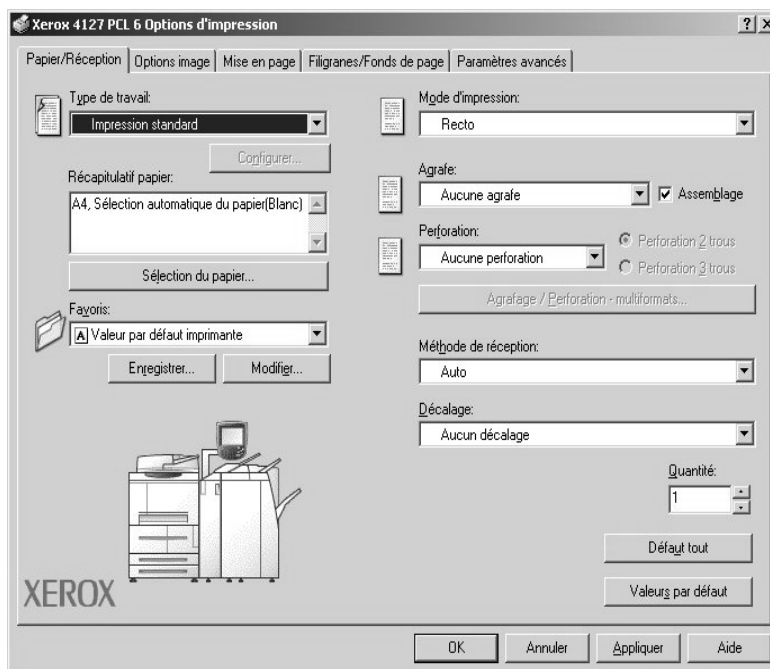 Xerox 4127 PCL 6 Options d'impression
Papier/Réception
Options image
Mise en page
Filigranes/Fonds de page
Paramètres avancés
Type de travail:
Impression standard
Configurer...
Récapitulatif papier:
A4, Sélection automatique du papier(Blanc)
Sélection du papier...
Favoris:
A Valeur par défaut imprimante
Enregistrer...
Modifier...
XEROX
Mode d'impression:
Recto
Agrafe:
Aucune agrafe
Assemblage
Perforation:
Aucune perforation
Perforation 2 trous
Perforation 3 trous
Agrafage / Perforation - multiformats...
Méthode de réception:
Auto
Décalage:
Aucun décalage
Quantité:
1
Défaut tout
Valeurs par défaut
OK
Annuler
Appliquer
Aide